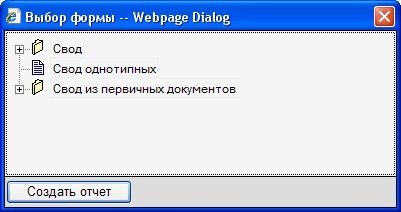 Выбор формы -- Webpage Dialog
Свод
Свод однотипных
Свод из первичных документов
Создать отчет